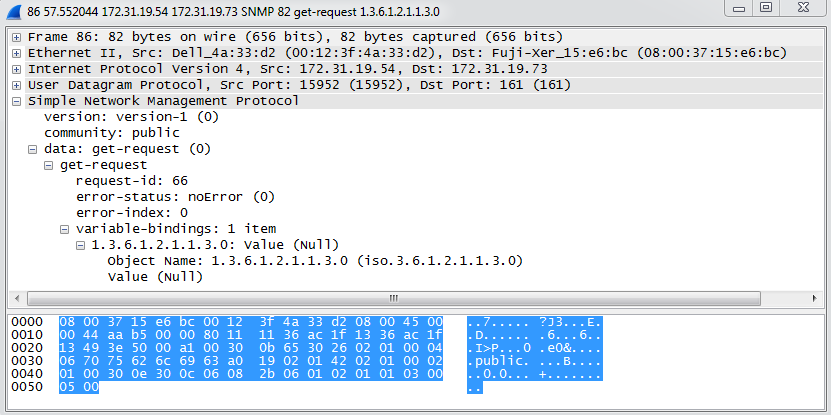 86 57.552044 172.31.19.54 172.31.19.73 SNMP 82 get-request 1.3.6.1.2.1.1.3.0
Frame 86: 82 bytes on wire (656 bits), 82 bytes captured (656 bits)
Ethernet II, Src: Dell_4a:33:d2 (00:12:3f:4a:33:d2), Dst: Fuji-Xer_15:e6:bc (08:00:37:15:e6:bc)
Internet Protocol Version 4, Src: 172.31.19.54, Dst: 172.31.19.73
User Datagram Protocol, Src Port: 15952 (15952), Dst Port: 161 (161)
Simple Network Management Protocol
version: version-1 (0)
community: public
data: get-request (0)
get-request
request-id: 66
error-status: noError (0)
error-index: 0
variable-bindings: 1 item
1.3.6.1.2.1.1.3.0: Value (Null)
Object Name: 1.3.6.1.2.1.1.3.0 (iso.3.6.1.2.1.1.3.0)
Value (Null)
0000 08 00 37 15 e6 bc 00 12 3f 4a 33 d2 08 00 45 00 ..7..... ?J3...E.
0010 00 44 aa b5 00 00 80 11 11 36 ac 1f 13 36 ac 1f .D...... .6...6..
0020 13 49 3e 50 00 a1 00 30 0b 65 30 26 02 01 00 04 .I>P...0 .e0&....
0030 06 70 75 62 6c 69 63 a0 19 02 01 42 02 01 00 02 .public. ...B....
0040 01 00 30 0e 30 0c 06 08 2b 06 01 02 01 01 03 00 ..0.0... +.......
0050 05 00 ..